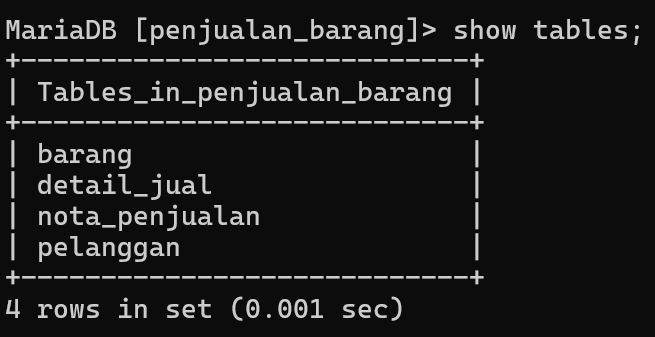 MariaDB [penjualan_barang]> show tables;
+----------------------------+
| Tables_in_penjualan_barang |
+----------------------------+
| barang                     |
| detail_jual                |
| nota_penjualan             |
| pelanggan                  |
+----------------------------+
4 rows in set (0.001 sec)